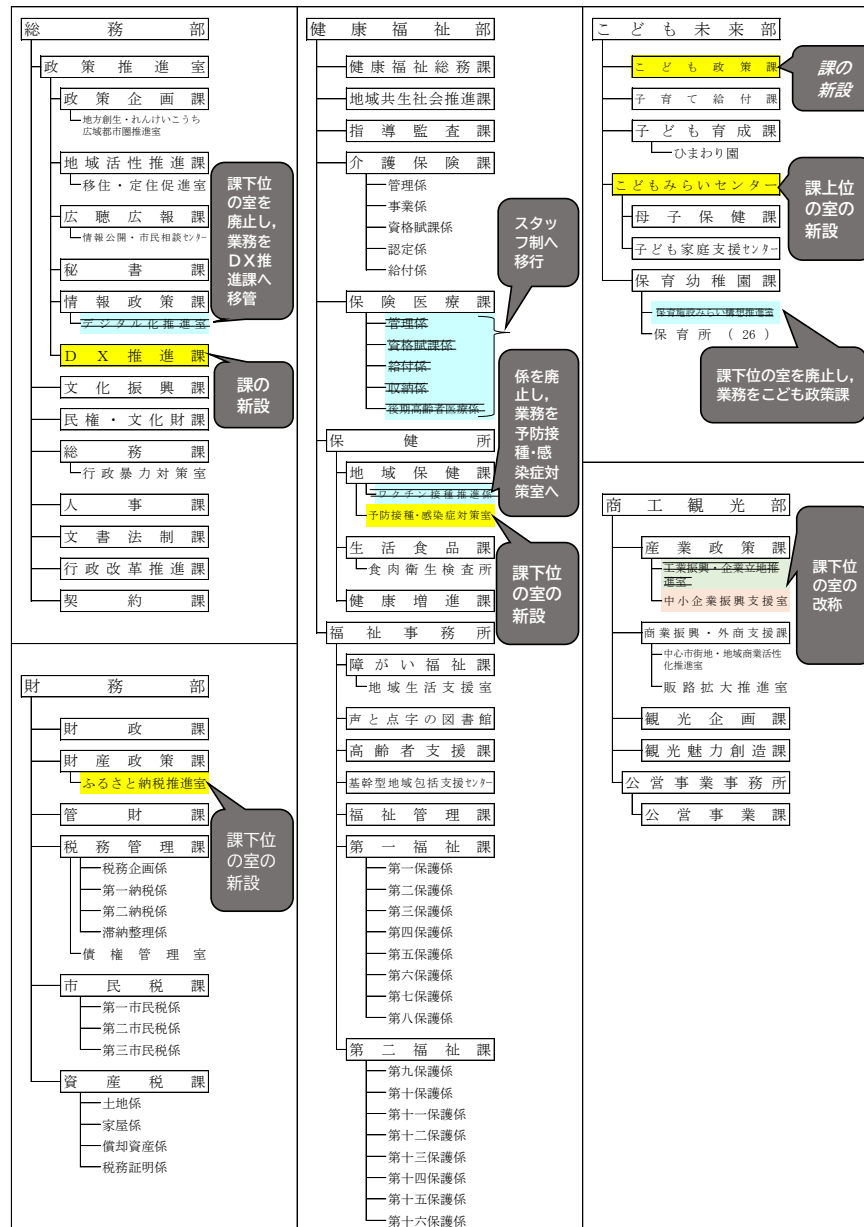 総務部
政策推進室
政策企画課
地方創生・れんけいこうち
広域都市圏推進室
地域活性推進課
移住・定住促進室
広聴広報課
情報公開・市民相談センター
秘書課
情報政策課
デジタル化推進室
DX推進課
文化振興課
民権・文化財課
総務課
行政暴力対策室
人事課
文書法制課
行政改革推進課
契約課
課下位
の室を
廃止し，
業務を
ＤＸ推
進課へ
移管
課の
新設
財務部
財政課
財産政策課
ふるさと納税推進室
管財課
税務管理課
税務企画係
第一納税係
第二納税係
滞納整理係
債権管理室
市民税課
第一市民税係
第二市民税係
第三市民税係
資産税課
土地係
家屋係
償却資産係
税務証明係
課下位
の室の
新設
健康福祉部
健康福祉総務課
地域共生社会推進課
指導監査課
介護保険課
管理係
事業係
資格賦課係
認定係
給付係
保険医療課
管理係
資格賦課係
給付係
収納係
後期高齢者医療係
スタッ
フ制へ
移行
保健所
地域保健課
ワクチン接種推進係
予防接種・感染症対策室
生活食品課
食肉衛生検査所
健康増進課
係を廃
止し，
業務を
予防接
種・感
染症対
策室へ
課下位
の室の
新設
福祉事務所
障がい福祉課
地域生活支援室
声と点字の図書館
高齢者支援課
基幹型地域包括支援センター
福祉管理課
第一福祉課
第一保護係
第二保護係
第三保護係
第四保護係
第五保護係
第六保護係
第七保護係
第八保護係
第二福祉課
第九保護係
第十保護係
第十一保護係
第十二保護係
第十三保護係
第十四保護係
第十五保護係
第十六保護係
こども未来部
こども政策課
子育て給付課
子ども育成課
ひまわり園
こどもみらいセンター
母子保健課
子ども家庭支援センター
保育幼稚園課
保育施設みらい構想推進室
保育所（26）
課の
新設
課上位
の室の
新設
課下位の室を廃止し，
業務をこども政策課
商工観光部
産業政策課
工業振興・企業立地推
進室
中小企業振興支援室
商業振興・外商支援課
中心市街地・地域商業活性
化推進室
販路拡大推進室
観光企画課
観光魅力創造課
公営事業事務所
公営事業課
課下位
の室の
改称